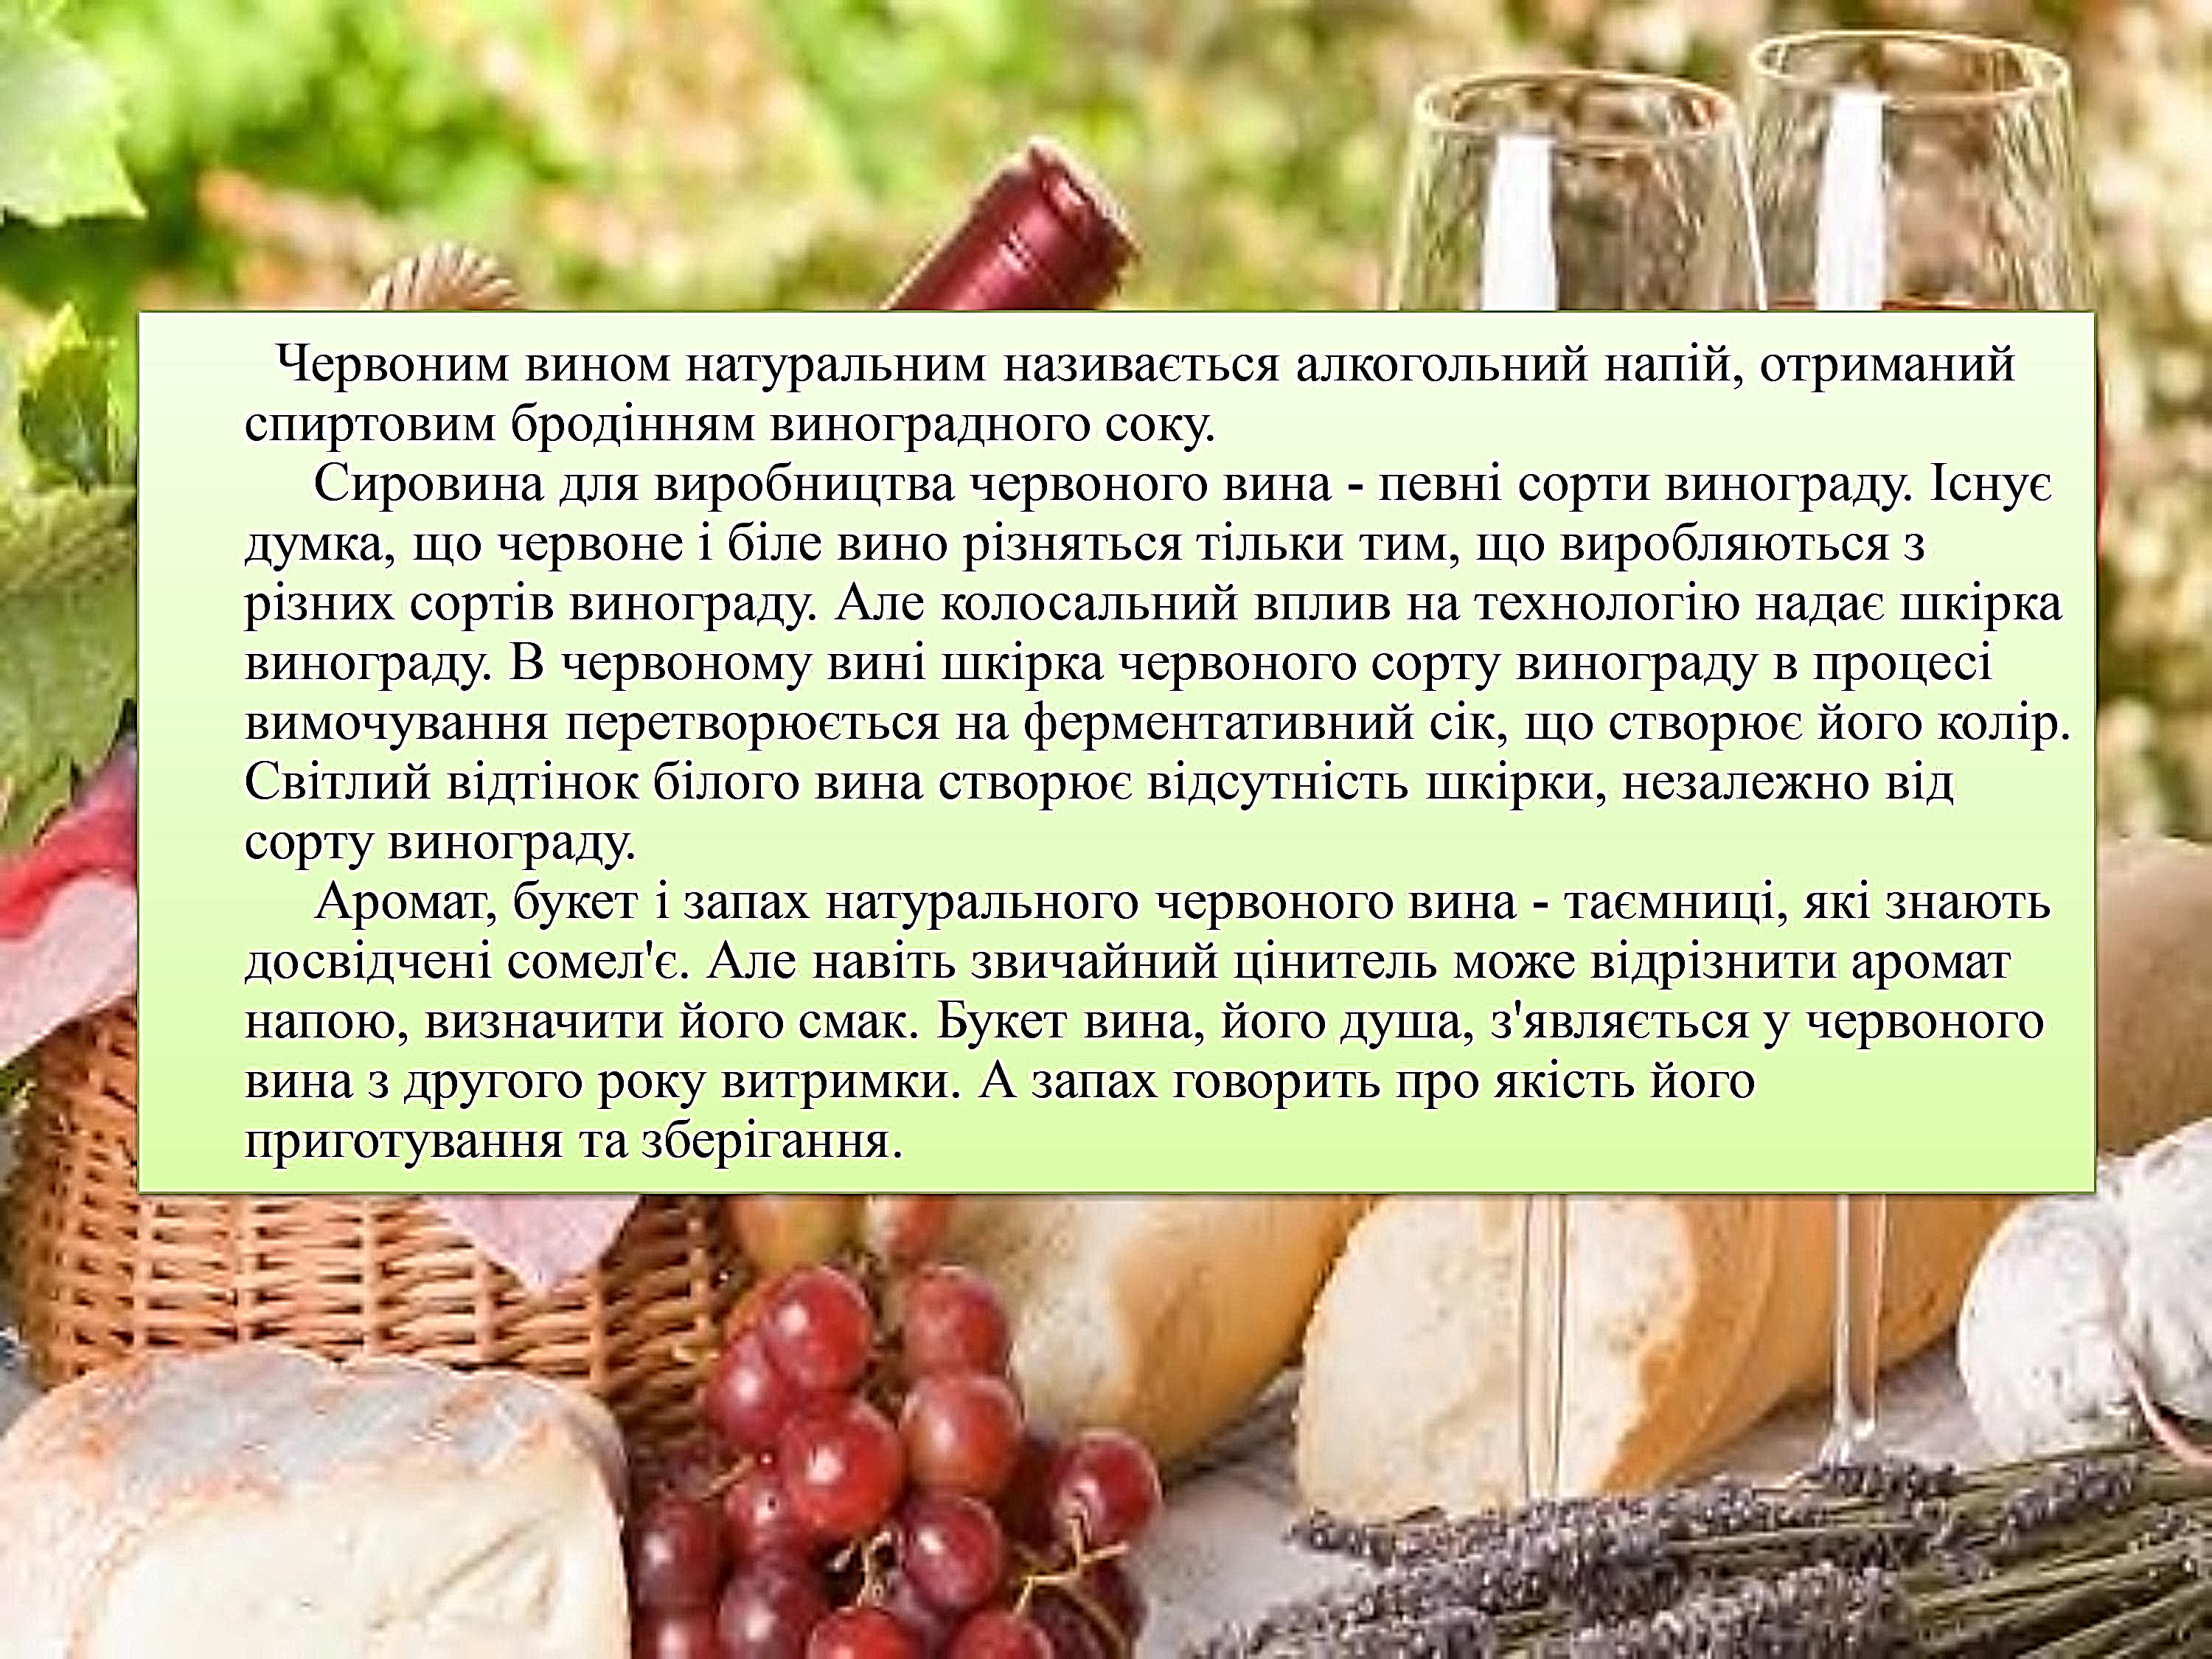 Червоним вином натуральним називається алкогольний напій, отриманий
спиртовим бродінням виноградного соку.
Сировина для виробництва червоного вина - певні сорти винограду. Існує
думка, що червоне і біле вино різняться тільки тим, що виробляються з
різних сортів винограду. Але колосальний вплив на технологію надає шкірка
винограду. В червоному вині шкірка червоного сорту винограду в процесі
вимочування перетворюється на ферментативний сік, що створює його колір.
Світлий відтінок білого вина створює відсутність шкірки, незалежно від
сорту винограду.
Аромат, букет і запах натурального червоного вина - таємниці, які знають
досвідчені сомел'є. Але навіть звичайний цінитель може відрізнити аромат
напою, визначити його смак. Букет вина, його душа, з'являється у червоного
вина з другого року витримки. А запах говорить про якість його
приготування та зберігання.